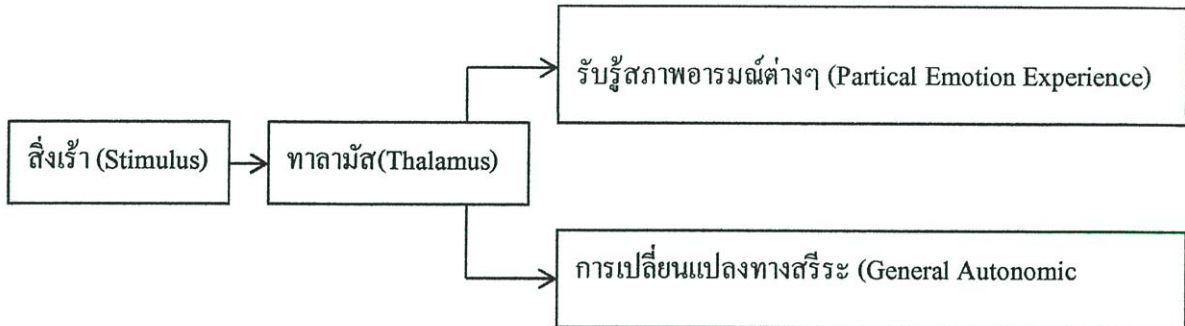 รับรู้สภาพอารมณ์ต่างๆ (Partical Emotion Experience)
สิ่งเร้า (Stimulus)
ทาลามัส(Thalamus)
การเปลี่ยนแปลงทางสรีระ (General Autonomic